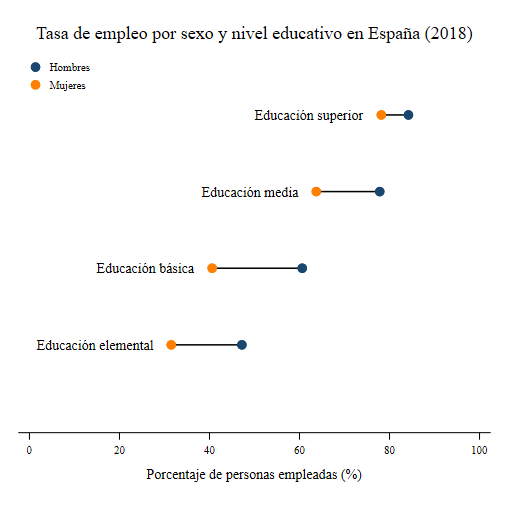 Tasa de empleo por sexo y nivel educativo en España (2018)
Hombres
Mujeres
Educación superior
Educación media
Educación básica
Educación elemental
0 20 40 60 80 100
Porcentaje de personas empleadas (%)